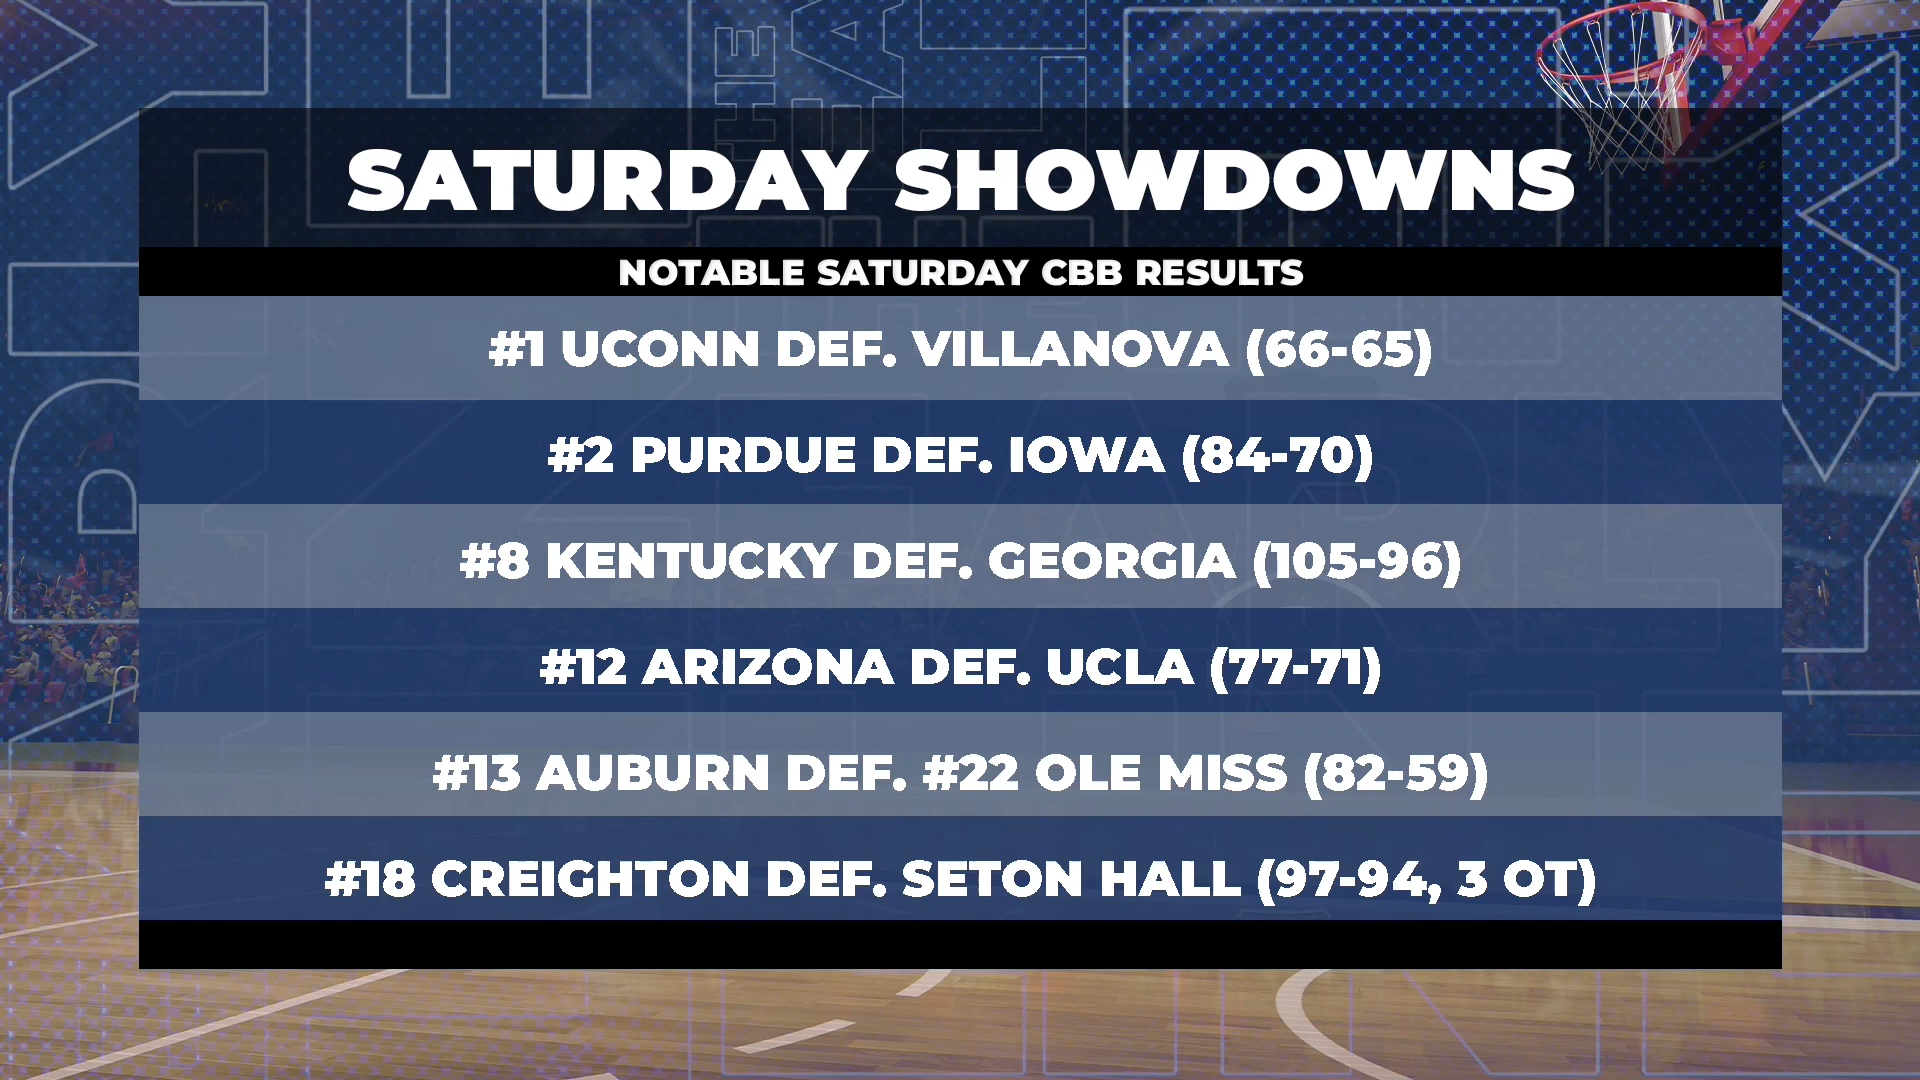 SATURDAY SHOWDOWNS
NOTABLE SATURDAY CBB RESULTS
#1 UCONN DEF. VILLANOVA (66-65)
#2 PURDUE DEF. IOWA (84-70)
#8 KENTUCKY DEF. GEORGIA (105-96)
#12 ARIZONA DEF. UCLA (77-71)
#13 AUBURN DEF. #22 OLE MISS (82-59)
#18 CREIGHTON DEF. SETON HALL (97-94, 3 OT)